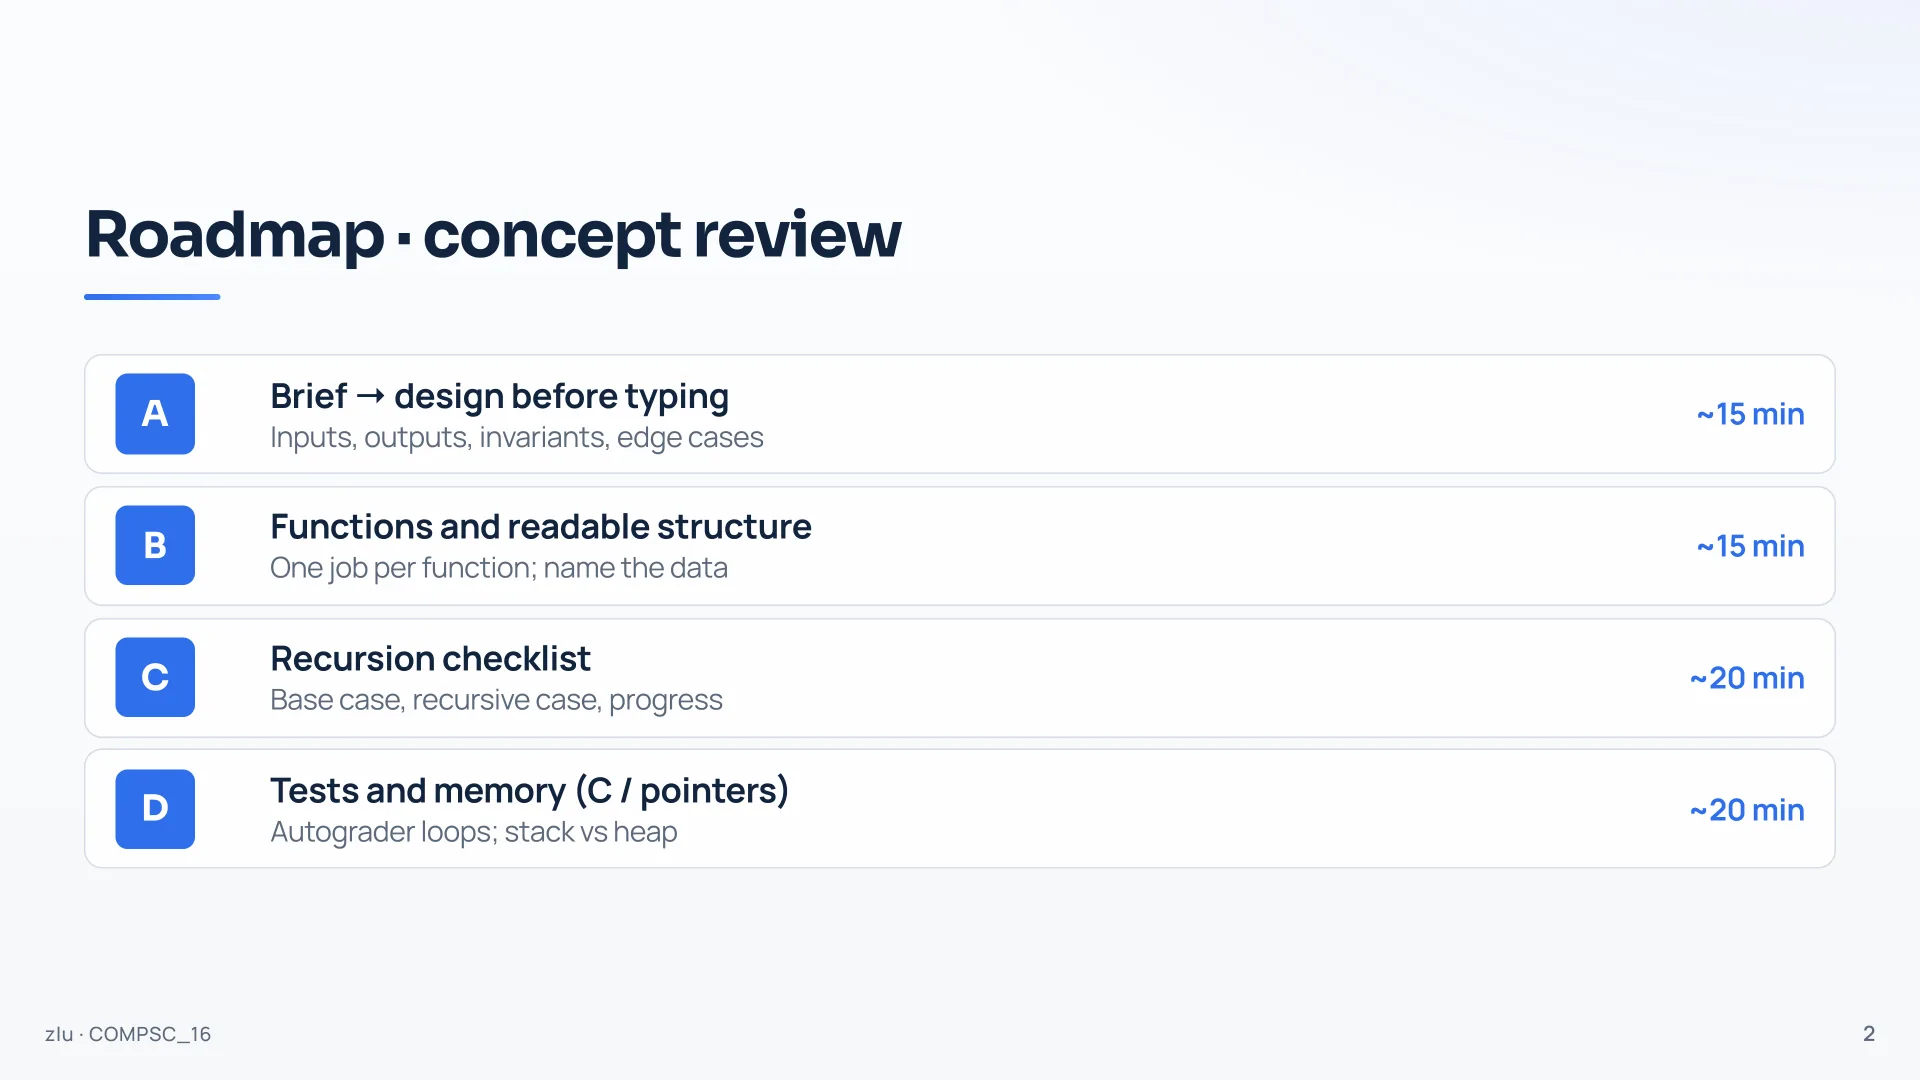 Roadmap · concept review
A
Brief → design before typing
Inputs, outputs, invariants, edge cases
~15 min
B
Functions and readable structure
One job per function; name the data
~15 min
C
Recursion checklist
Base case, recursive case, progress
~20 min
D
Tests and memory (C / pointers)
Autograder loops; stack vs heap
~20 min
zlu · COMPSC_16
2